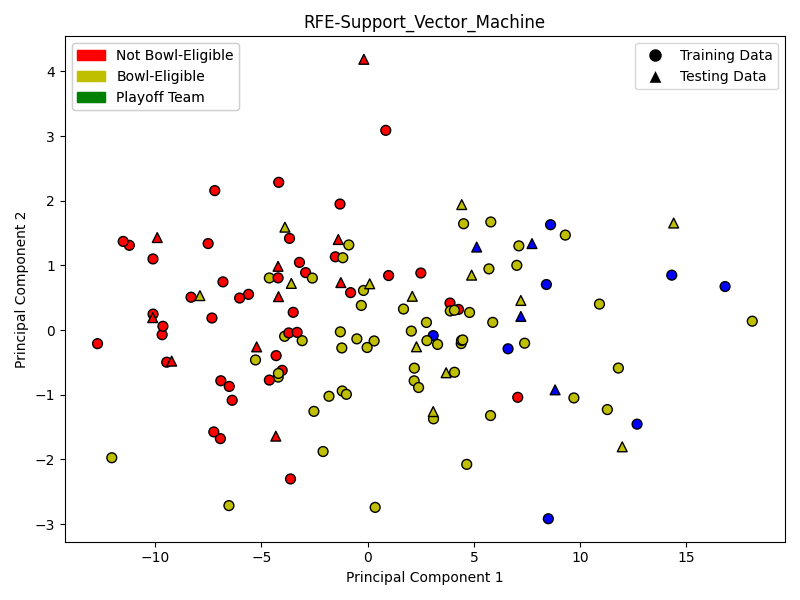 RFE-Support_Vector_Machine
Not Bowl-Eligible
Bowl-Eligible
Playoff Team
Training Data
Testing Data
4
3
2
1
0
−1
−2
−3
Principal Component 2
−10
−5
0
5
10
15
Principal Component 1